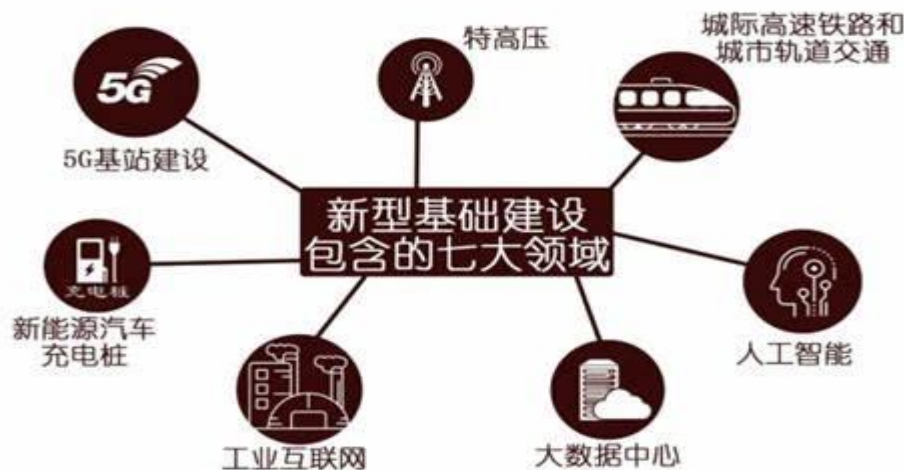 5G
5G基站建设
特高压
城际高速铁路和
城市轨道交通
新型基础建设
包含的七大领域
充电桩
新能源汽车
充电桩
人工智能
工业互联网
大数据中心